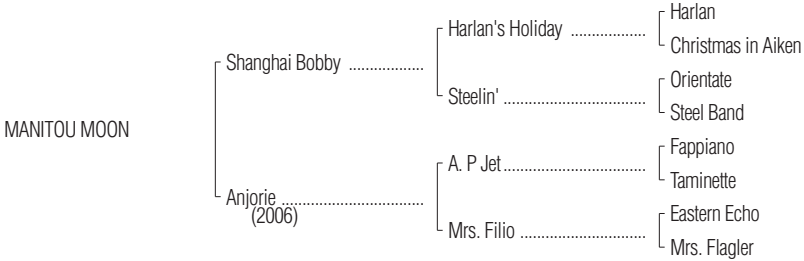 Harlan
Harlan's Holiday ..................
Christmas in Aiken
Shanghai Bobby ..................
Orientate
Steelin' ..................................
Steel Band
MANITOU MOON
Fappiano
A. P Jet..................................
Taminette
Anjorie ..................................
(2006)
Eastern Echo
Mrs. Filio ..............................
Mrs. Flagler